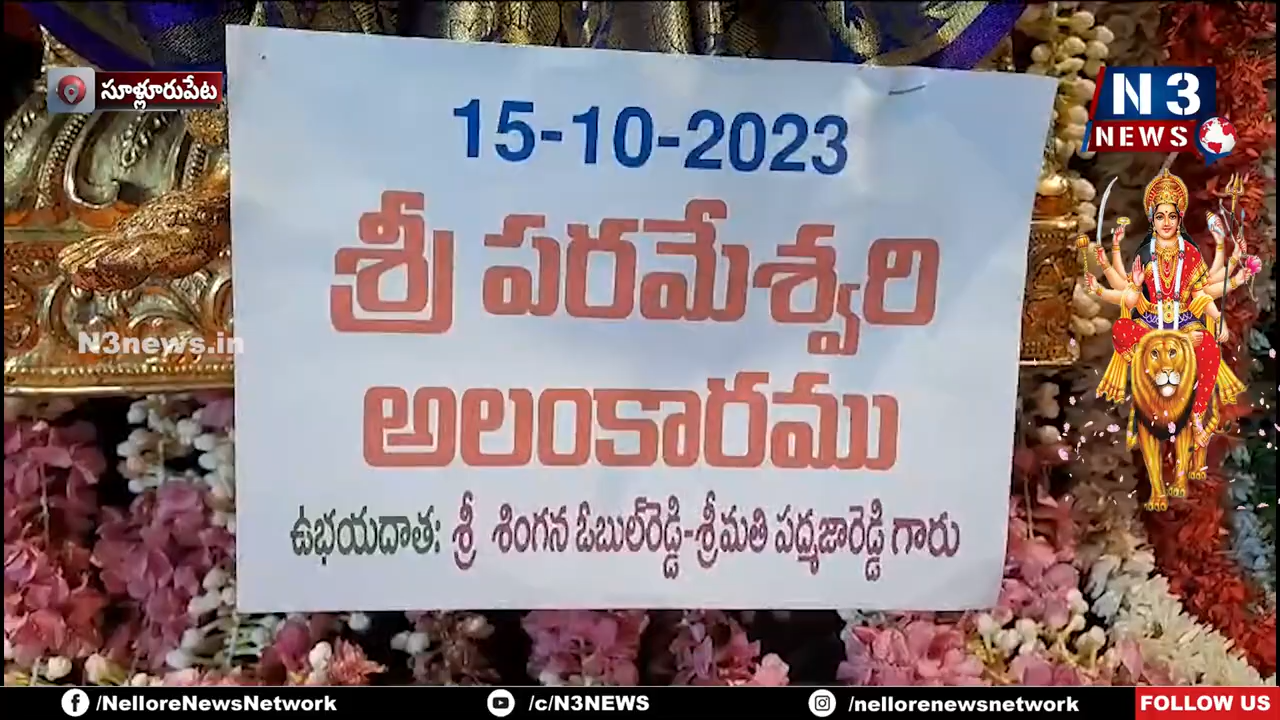 సూళ్లూరుపేట
N3
NEWS
15-10-2023
శ్రీ పరమేశ్వరి
అలంకారము
ఉభయదాత: శ్రీ శింగన ఓబుల్‌రెడ్డి-శ్రీమతి పద్మజారెడ్డి గారు
N3news.in
/NelloreNewsNetwork
/c/N3NEWS
/nellorenewsnetwork
FOLLOW US